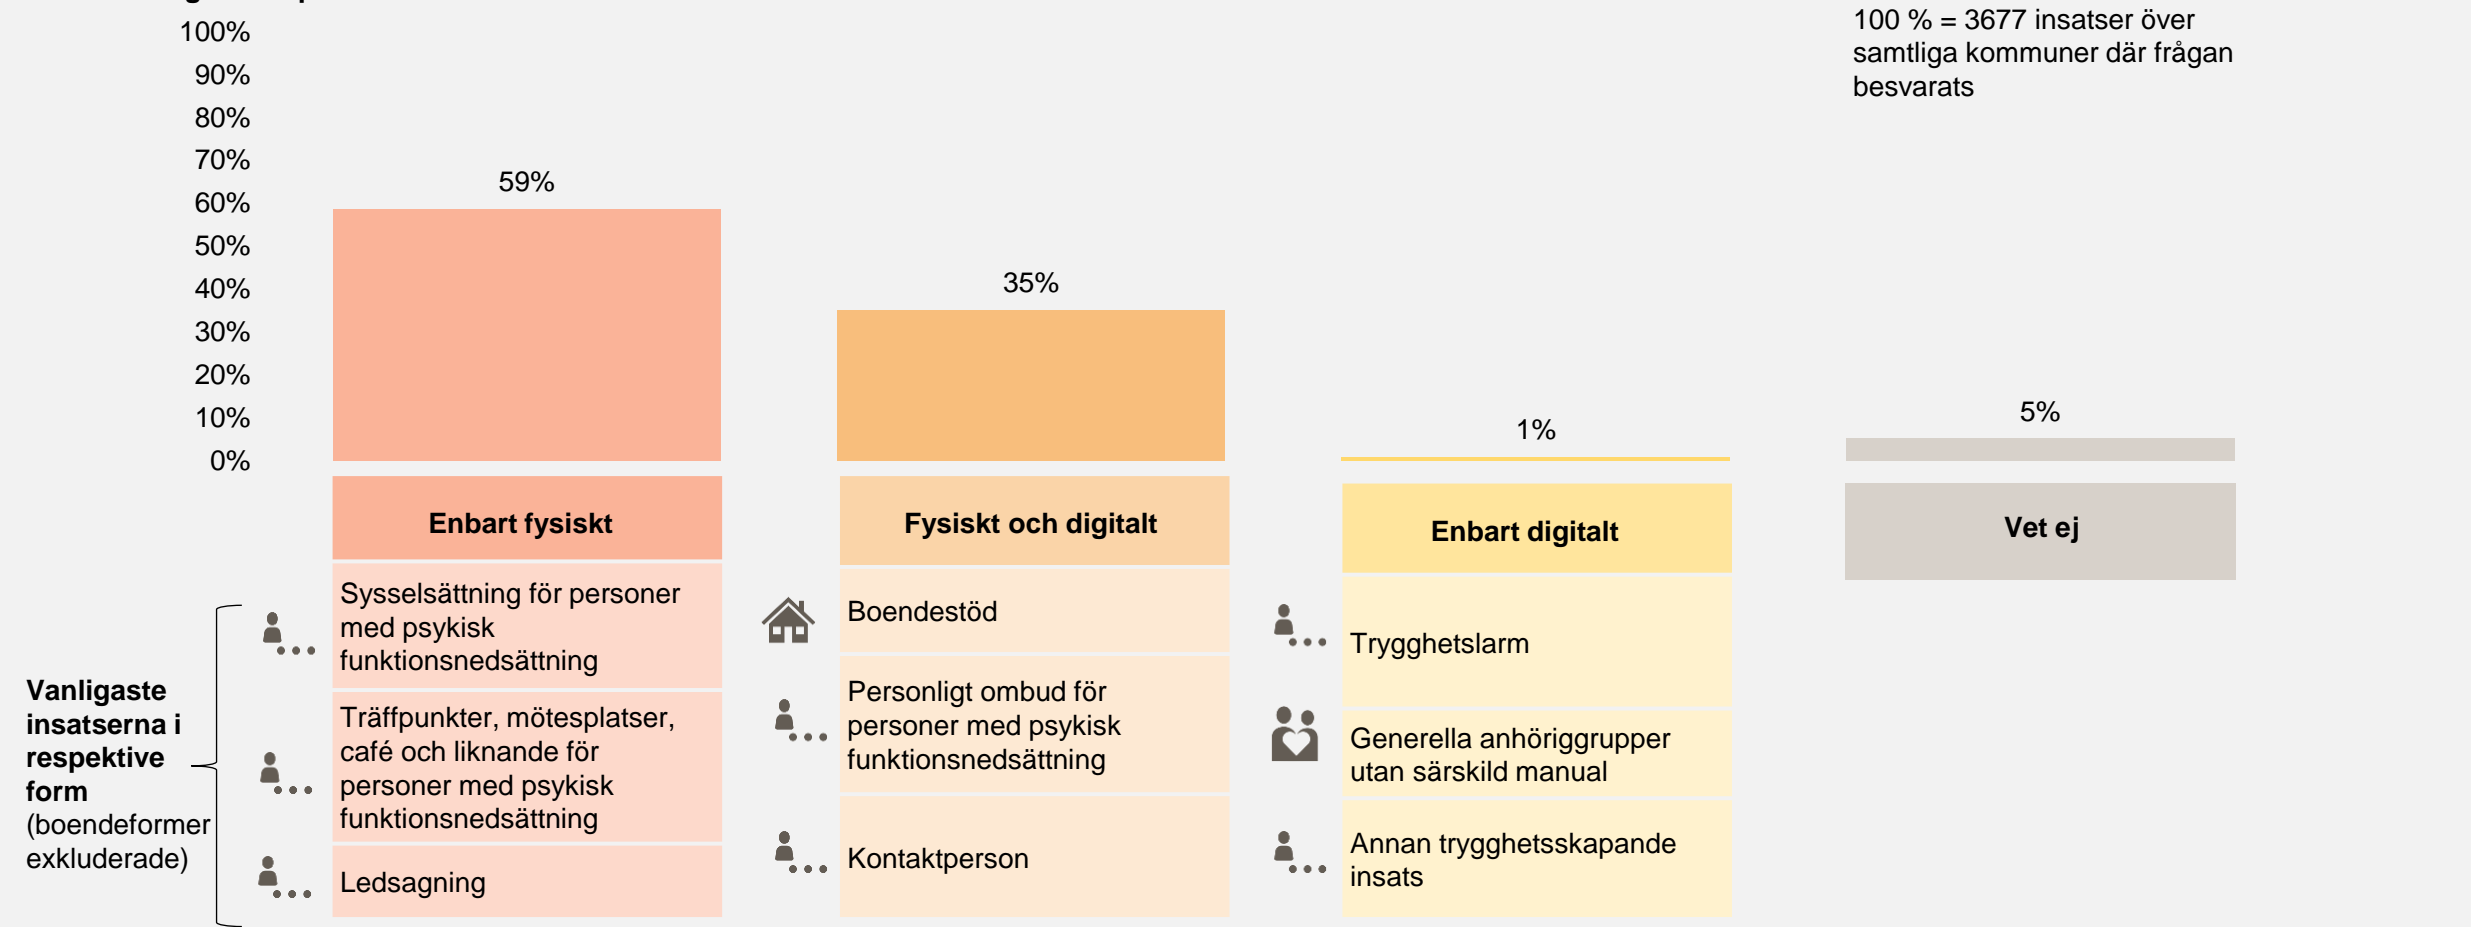 100%
90%
80%
70%
60%
50%
40%
30%
20%
10%
0%
100 % = 3677 insatser över
samtliga kommuner där frågan
besvarats
59%
35%
1%
5%
Enbart fysiskt
Fysiskt och digitalt
Enbart digitalt
Vet ej
Vanligaste
insatserna i
respektive
form
(boendeformer
exkluderade)
Sysselsättning för personer
med psykisk
funktionsnedsättning
Träffpunkter, mötesplatser,
café och liknande för
personer med psykisk
funktionsnedsättning
Ledsagning
Boendestöd
Personligt ombud för
personer med psykisk
funktionsnedsättning
Kontaktperson
Trygghetslarm
Generella anhöriggrupper
utan särskild manual
Annan trygghetsskapande
insats